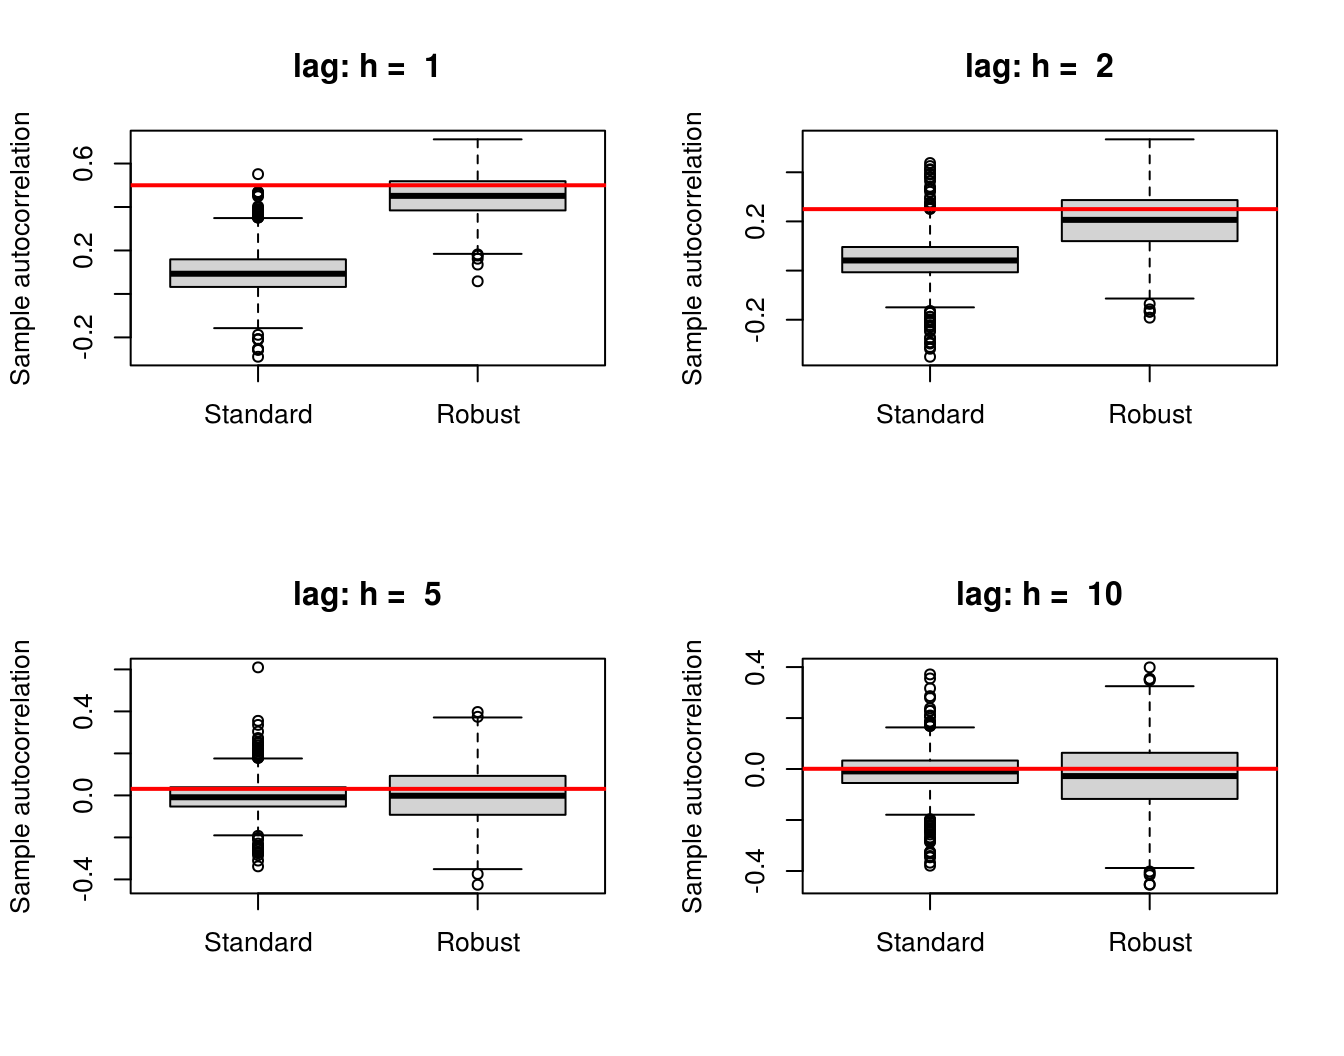 lag: h =  1
Sample autocorrelation
0.6
0.2
-0.2
Standard
Robust
lag: h =  2
Sample autocorrelation
0.2
-0.2
Standard
Robust
lag: h =  5
Sample autocorrelation
0.4
0.0
-0.4
Standard
Robust
lag: h =  10
Sample autocorrelation
0.4
0.0
-0.4
Standard
Robust